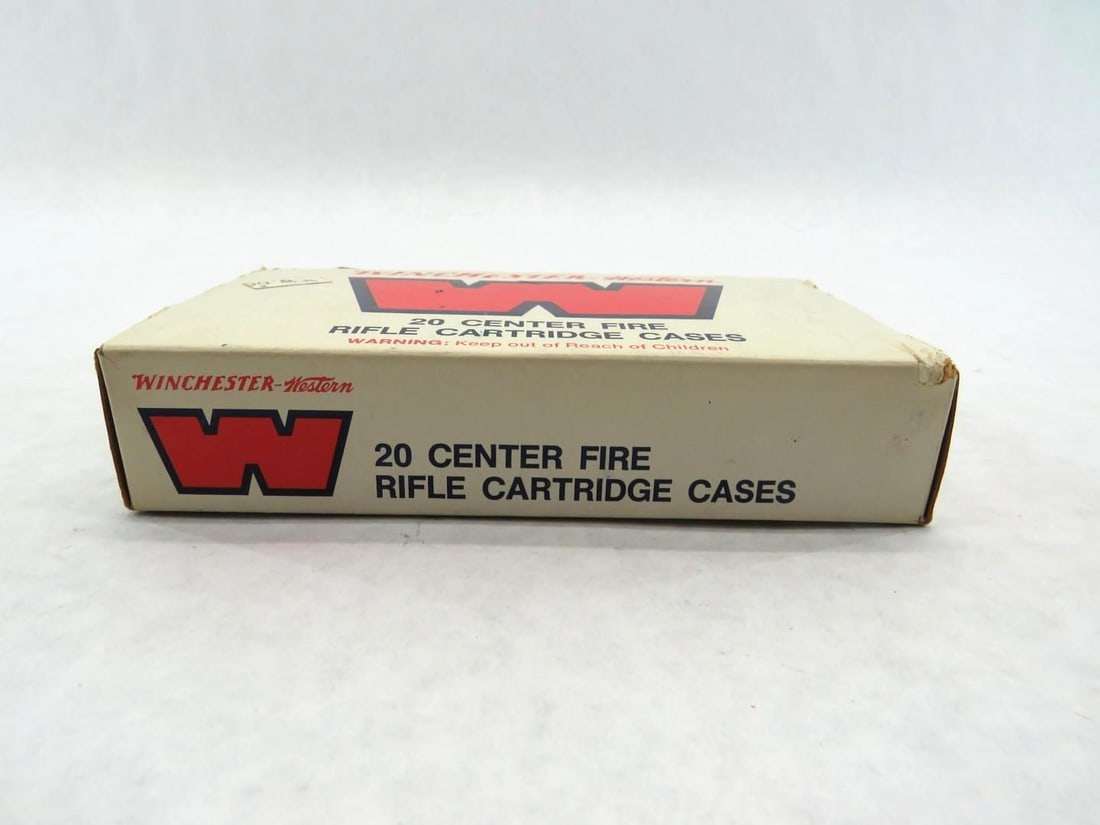 WINCHESTER-Western
W
20 CENTER FIRE
RIFLE CARTRIDGE CASES
WARNING: Keep out of Reach of Children
WINCHESTER-Western
W
20 CENTER FIRE
RIFLE CARTRIDGE CASES